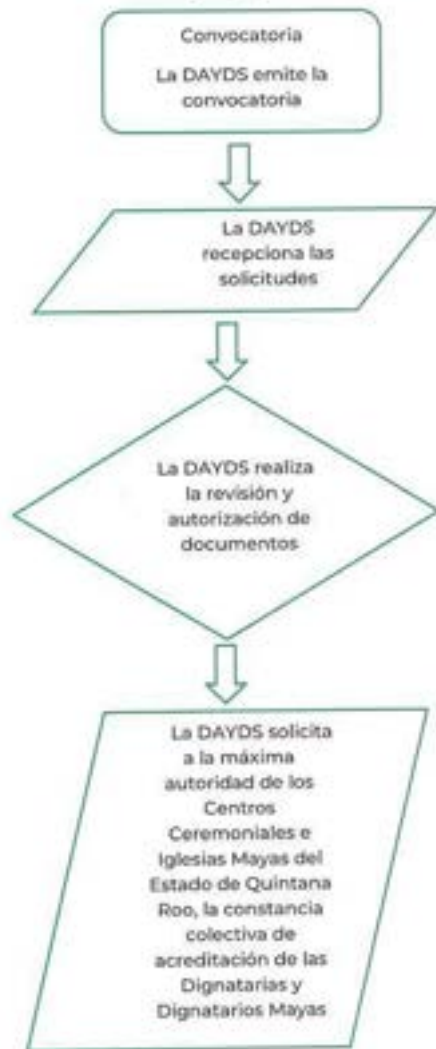 Convocatoria
La DAYDS emite la
convocatoria
La DAYDS
recepciona las
solicitudes
La DAYDS realiza
la revisión y
autorización de
documentos
La DAYDS solicita
a la máxima
autoridad de los
Centros
Ceremoniales e
Iglesias Mayas del
Estado de Quintana
Roo, la constancia
colectiva de
acreditación de las
Dignatarias y
Dignatarios Mayas